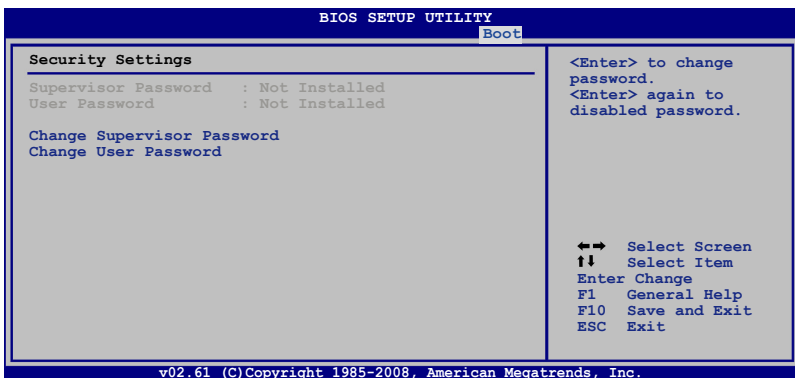 BIOS SETUP UTILITY
Boot
Security Settings
Supervisor Password : Not Installed
User Password : Not Installed
Change Supervisor Password
Change User Password
<Enter> to change
password.
<Enter> again to
disabled password.
←→ Select Screen
↑↓ Select Item
Enter Change
F1 General Help
F10 Save and Exit
ESC Exit
v02.61 (C)Copyright 1985-2008, American Megatrends, Inc.